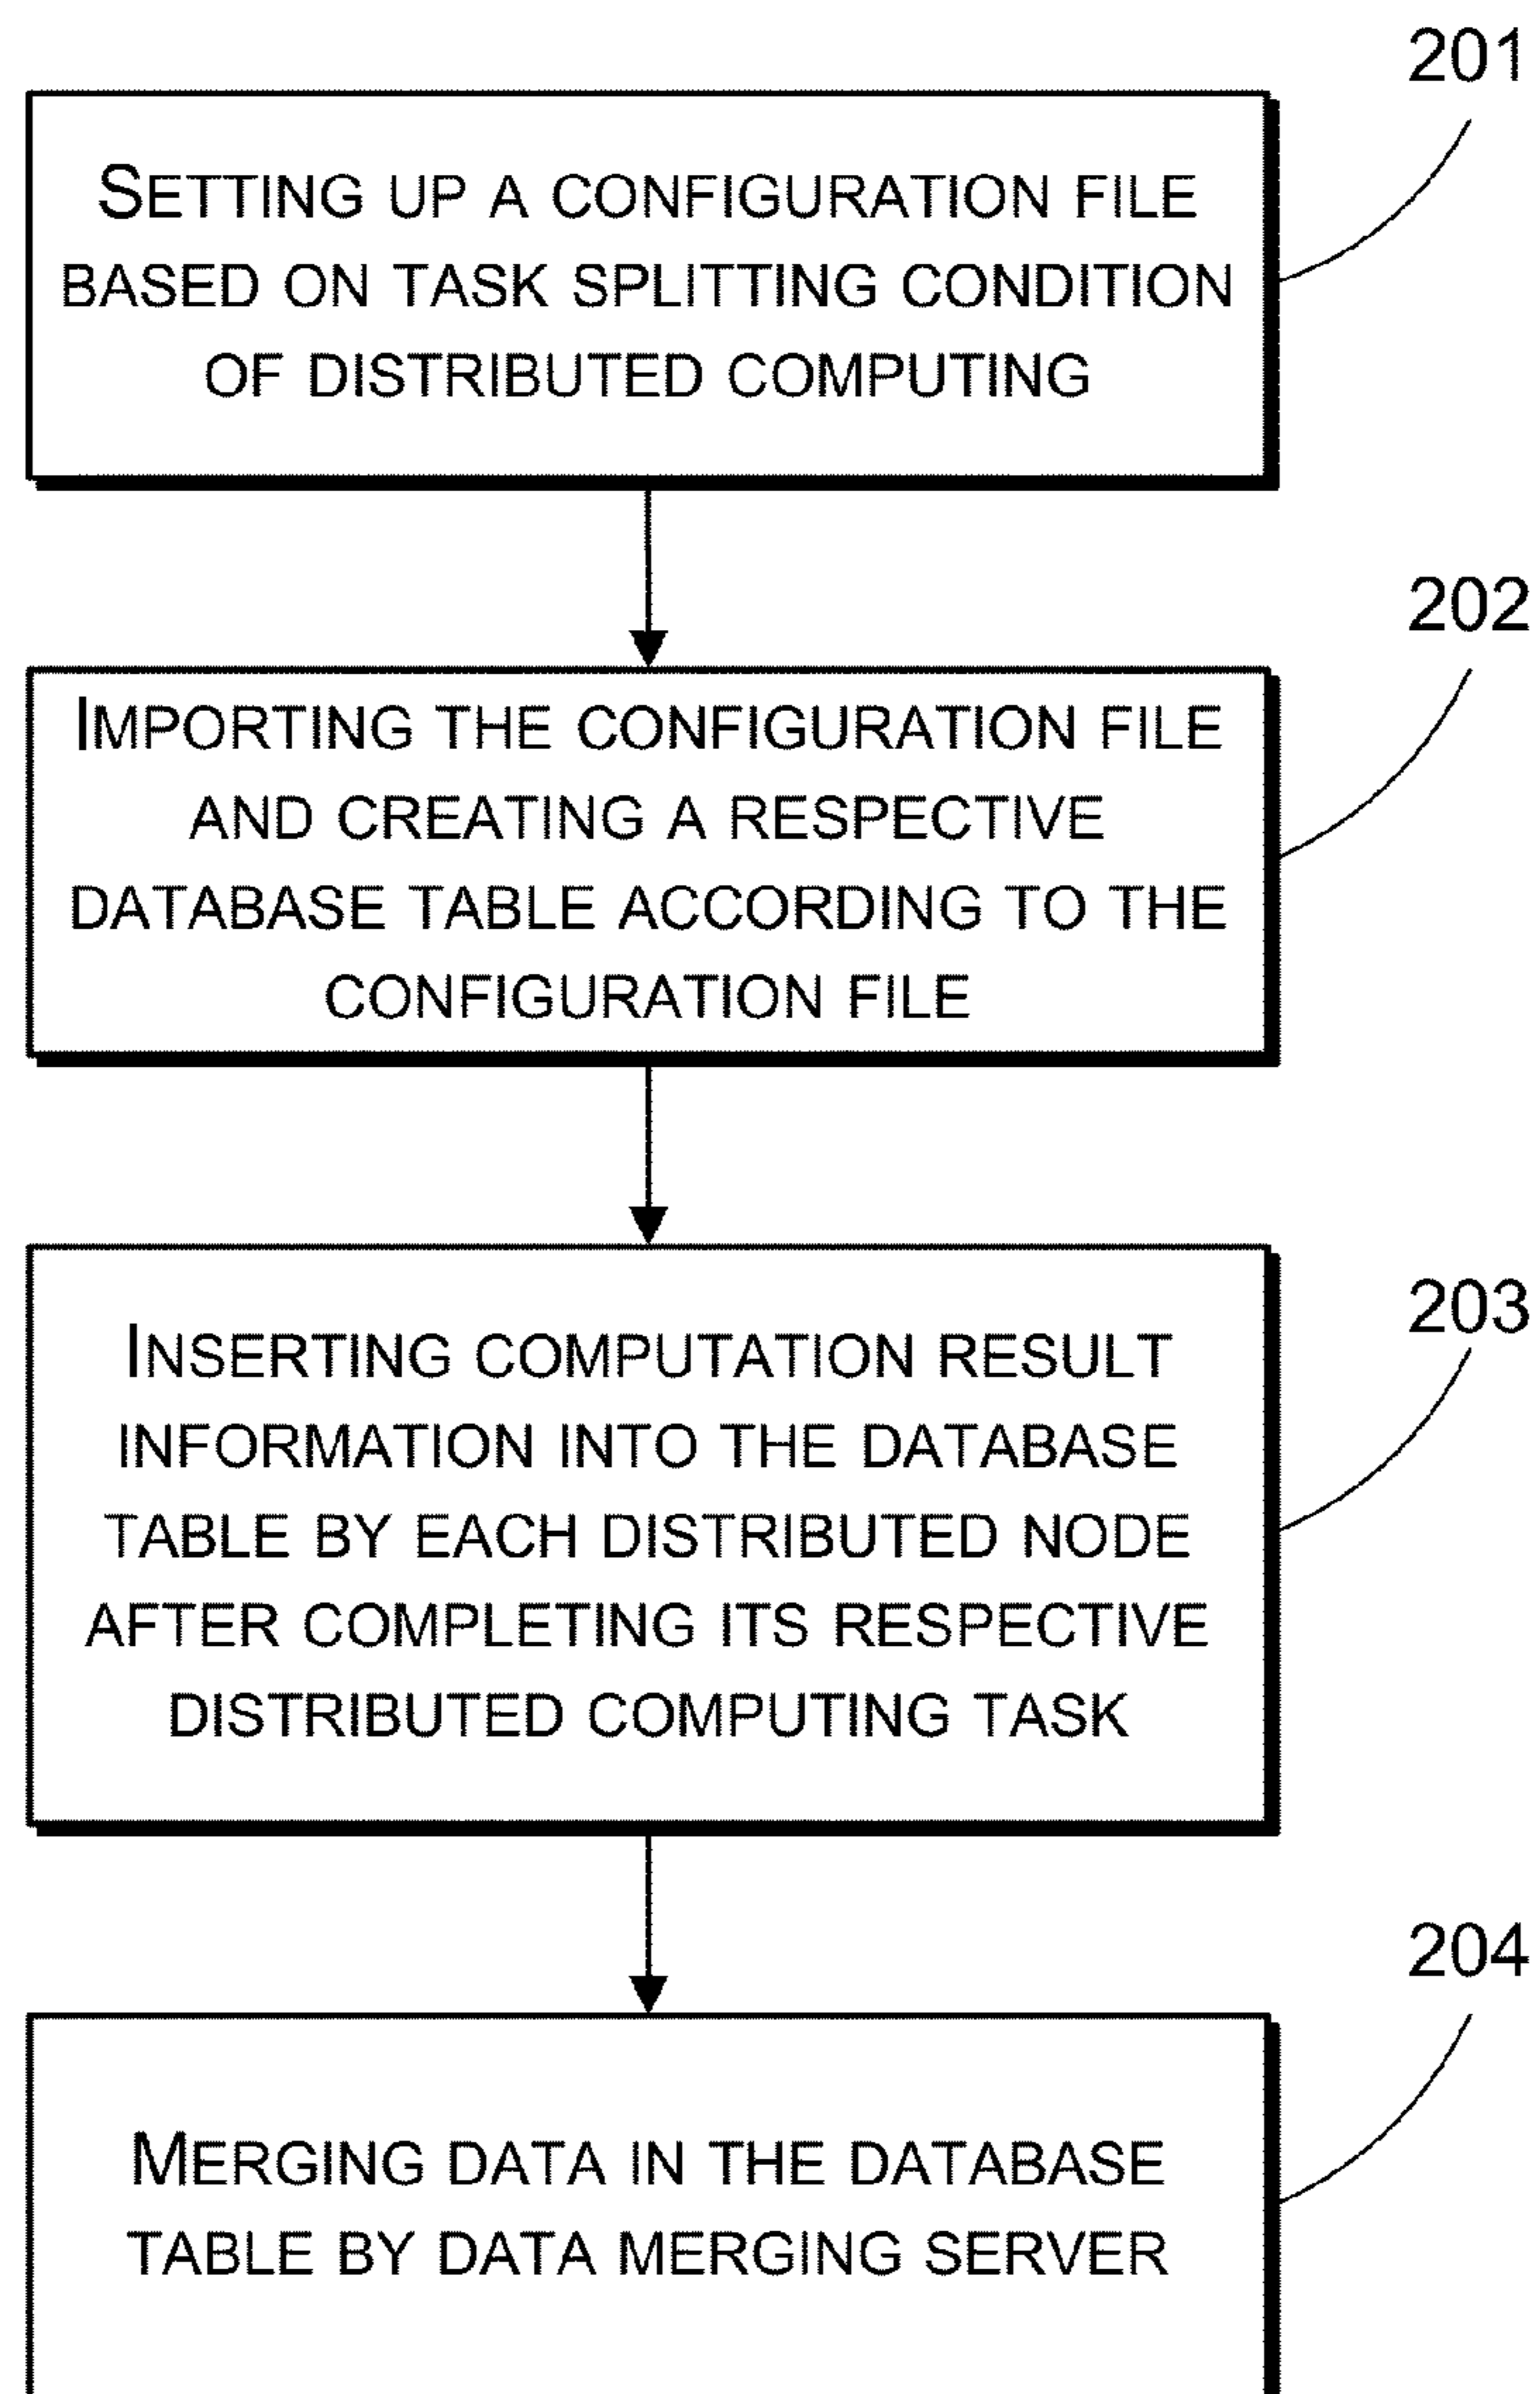 201
SETTING UP A CONFIGURATION FILE
BASED ON TASK SPLITTING CONDITION
OF DISTRIBUTED COMPUTING
202
IMPORTING THE CONFIGURATION FILE
AND CREATING A RESPECTIVE
DATABASE TABLE ACCORDING TO THE
CONFIGURATION FILE
203
INSERTING COMPUTATION RESULT
INFORMATION INTO THE DATABASE
TABLE BY EACH DISTRIBUTED NODE
AFTER COMPLETING ITS RESPECTIVE
DISTRIBUTED COMPUTING TASK
204
MERGING DATA IN THE DATABASE
TABLE BY DATA MERGING SERVER